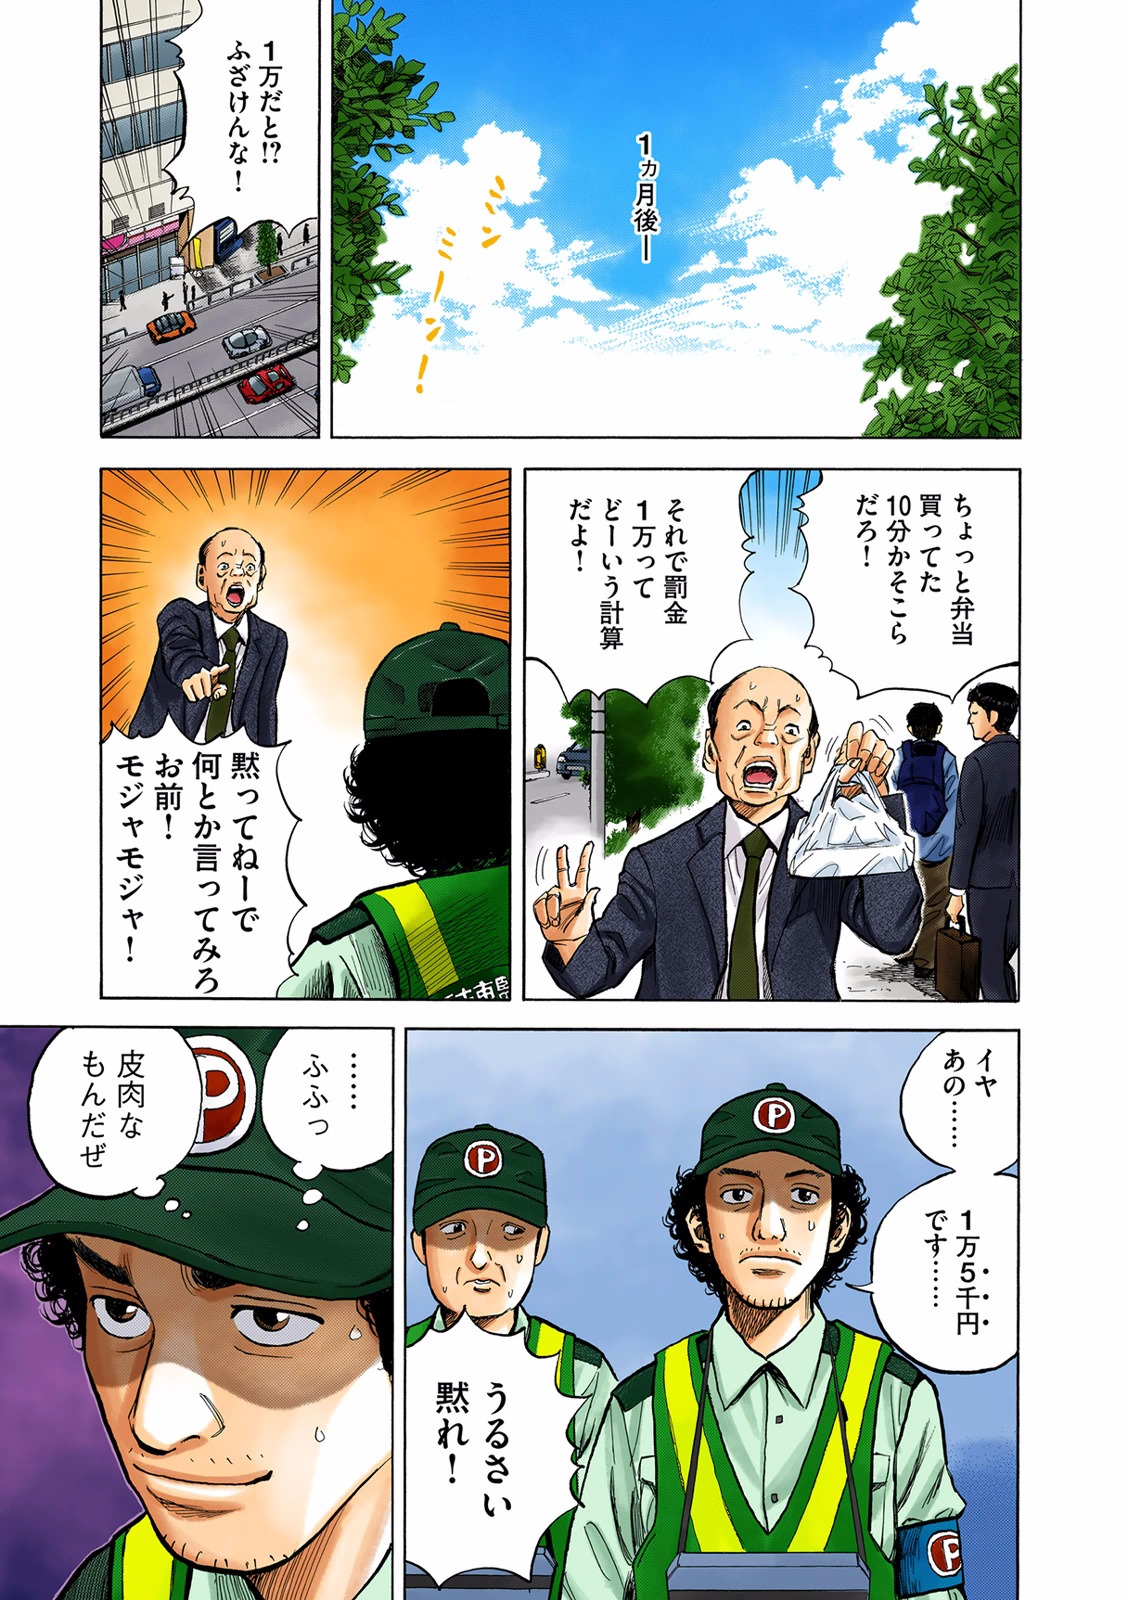 1ヵ月後ー
ミン
ミーーン!
1万だと!?
ふざけんな!
ちょっと弁当
買ってた
10分かそこら
だろ!
それで罰金
1万って
どーいう計算
だよ!
黙ってねーで
何とか言ってみろ
お前!
モジャモジャ!
イヤ
あの……
1万5千円
です……
P
P
P
うるさい
黙れ!
……
ふふっ
P
皮肉な
もんだぜ